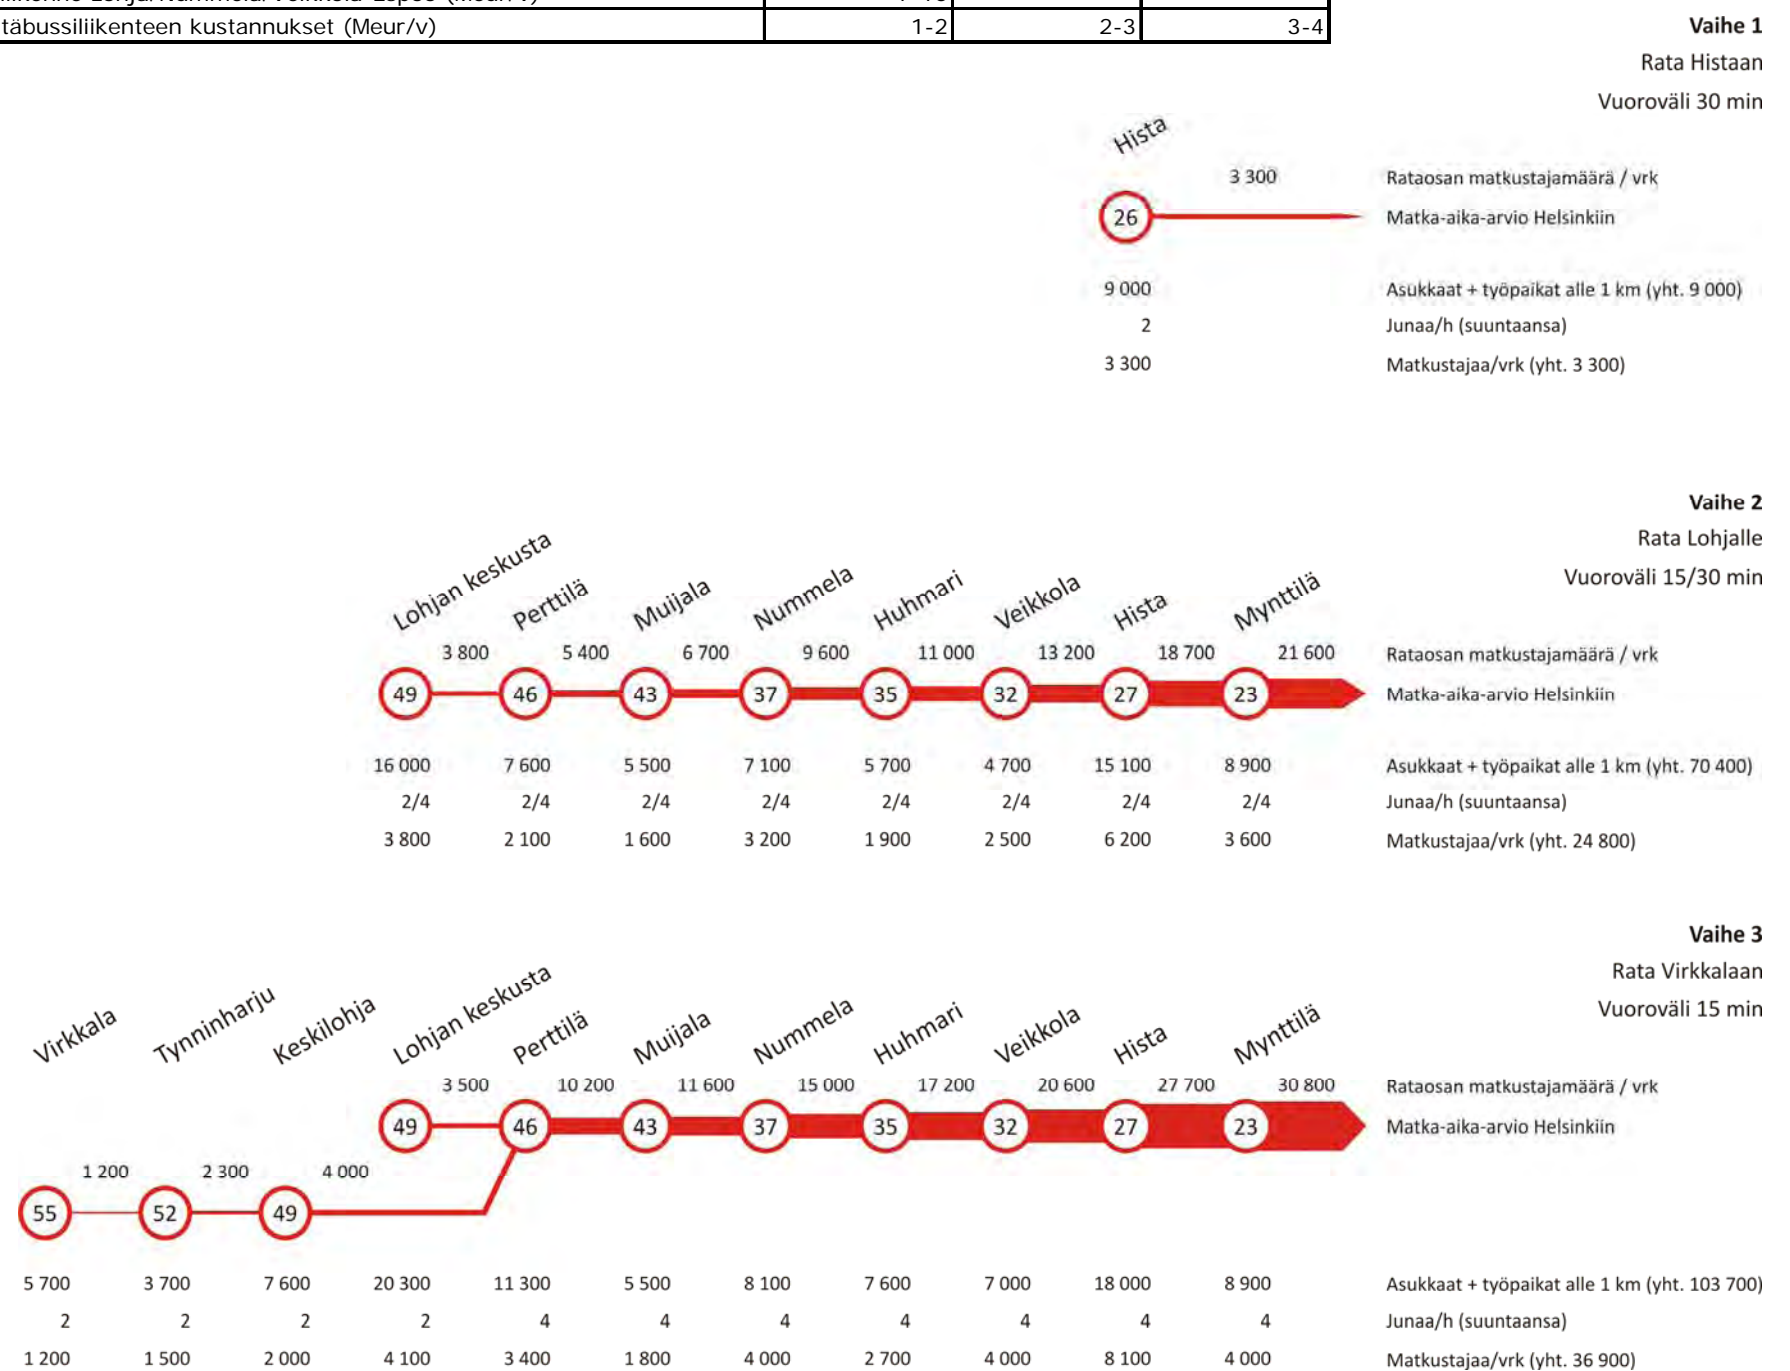 täbussiliikenteen kustannukset (Meur/v) 1-2 2-3 3-4
Vaihe 1
Rata Histaan
Vuoroväli 30 min
Hista
3 300 Rataosan matkustajamäärä / vrk
26 Matka-aika-arvio Helsinkiin
9 000 Asukkaat + työpaikat alle 1 km (yht. 9 000)
2 Junaa/h (suuntaansa)
3 300 Matkustajaa/vrk (yht. 3 300)
Vaihe 2
Rata Lohjalle
Vuoroväli 15/30 min
Lohjan keskusta Perttilä Muijala Nummela Huhmari Veikkola Hista Mynttilä
3 800 5 400 6 700 9 600 11 000 13 200 18 700 21 600 Rataosan matkustajamäärä / vrk
49 46 43 37 35 32 27 23 Matka-aika-arvio Helsinkiin
16 000 7 600 5 500 7 100 5 700 4 700 15 100 8 900 Asukkaat + työpaikat alle 1 km (yht. 70 400)
2/4 2/4 2/4 2/4 2/4 2/4 2/4 2/4 Junaa/h (suuntaansa)
3 800 2 100 1 600 3 200 1 900 2 500 6 200 3 600 Matkustajaa/vrk (yht. 24 800)
Vaihe 3
Rata Virkkalaan
Vuoroväli 15 min
Virkkala Tynninharju Keskilohja Lohjan keskusta Perttilä Muijala Nummela Huhmari Veikkola Hista Mynttilä
3 500 10 200 11 600 15 000 17 200 20 600 27 700 30 800 Rataosan matkustajamäärä / vrk
49 46 43 37 35 32 27 23 Matka-aika-arvio Helsinkiin
1 200 2 300 4 000
55 52 49
5 700 3 700 7 600 20 300 11 300 5 500 8 100 7 600 7 000 18 000 8 900 Asukkaat + työpaikat alle 1 km (yht. 103 700)
2 2 2 2 4 4 4 4 4 4 4 Junaa/h (suuntaansa)
1 200 1 500 2 000 4 100 3 400 1 800 4 000 2 700 4 000 8 100 4 000 Matkustajaa/vrk (yht. 36 900)